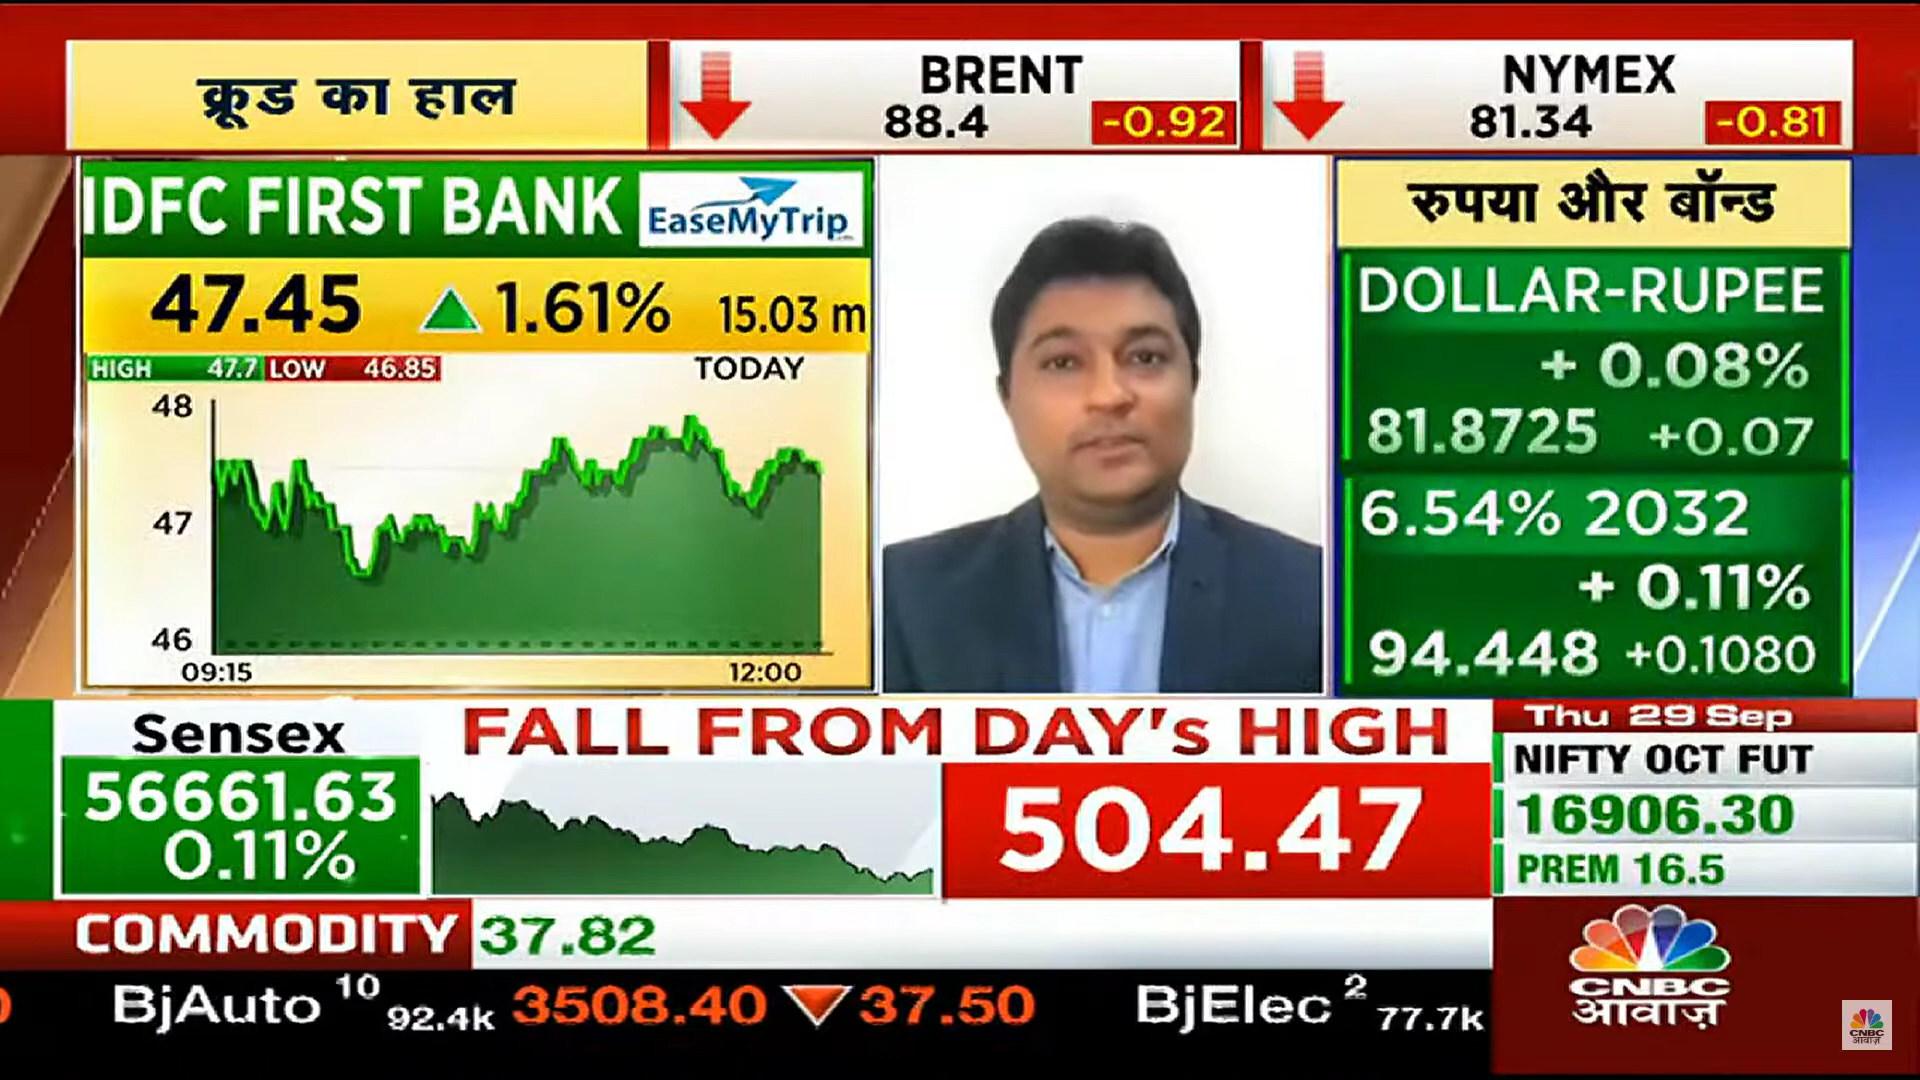 क्रूड का हाल
BRENT
88.4 -0.92
NYMEX
81.34 -0.81
IDFC FIRST BANK EaseMyTrip
47.45 1.61% 15.03 m
HIGH 47.7 LOW 46.85 TODAY
48
47
46
09:15 12:00
रुपया और बॉन्ड
DOLLAR-RUPEE
+ 0.08%
81.8725 +0.07
6.54% 2032
+ 0.11%
94.448 +0.1080
Sensex
56661.63
0.11%
FALL FROM DAY's HIGH
504.47
Thu 29 Sep
NIFTY OCT FUT
16906.30
PREM 16.5
COMMODITY 37.82
BjAuto 10 92.4k 3508.40 37.50 BjElec 2 77.7k
CNBC
आवाज़
CNBC
आवाज़